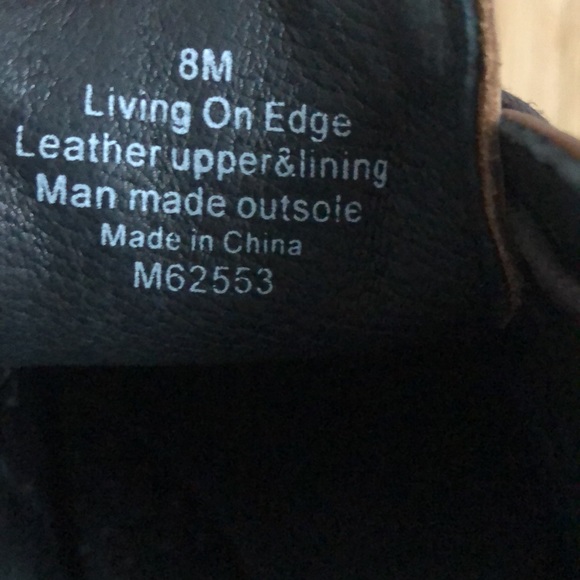 8M
Living On Edge
Leather upper&lining
Man made outsole
Made in China
M62553